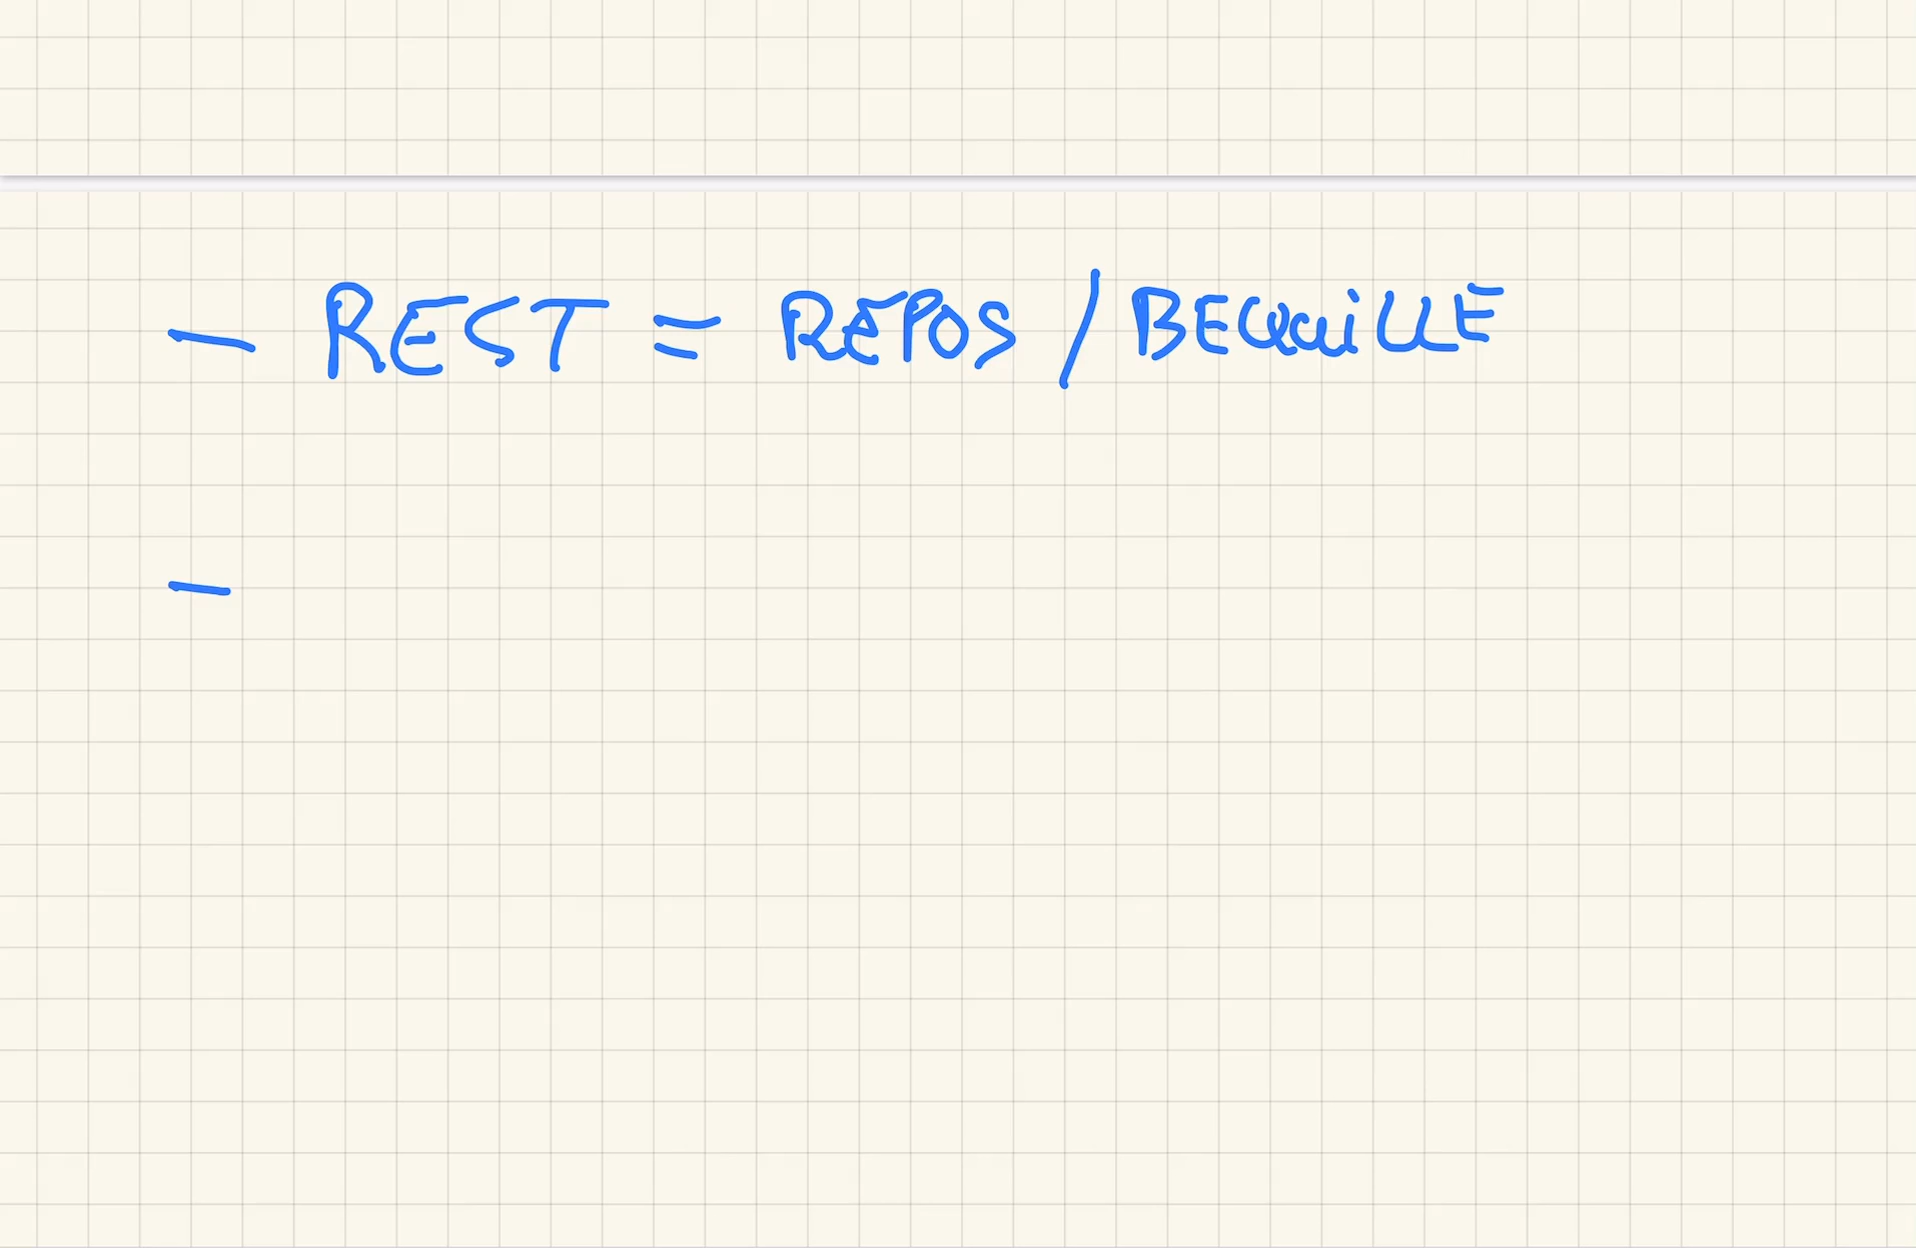 - REST = REPOS / BEQUILLE
-